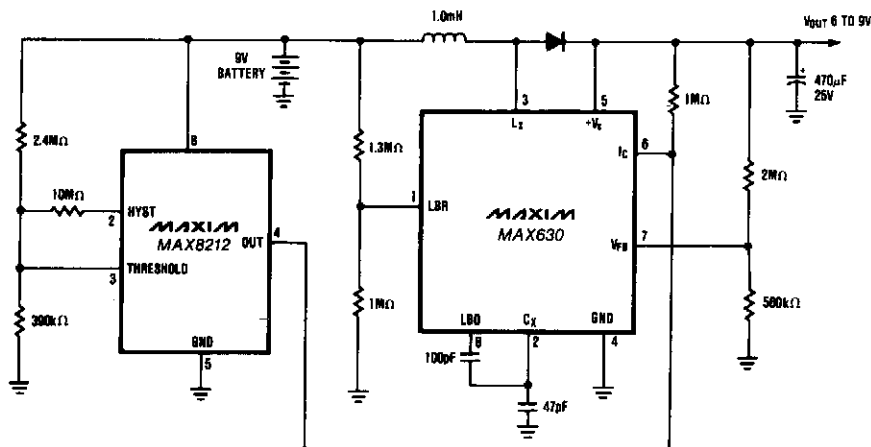 1.0mH
VOUT 6 TO 9V
9V
BATTERY
470µF
25V
+
3
5
1MΩ
LX
+VS
2.4MΩ
8
1.3MΩ
IC
6
10MΩ
2MΩ
HYST
MAXIM
MAX8212
OUT
4
2
1
LBR
MAXIM
MAX630
VFB
7
THRESHOLD
3
390kΩ
1MΩ
560kΩ
GND
5
LBD
CX
GND
8
2
4
100pF
47pF